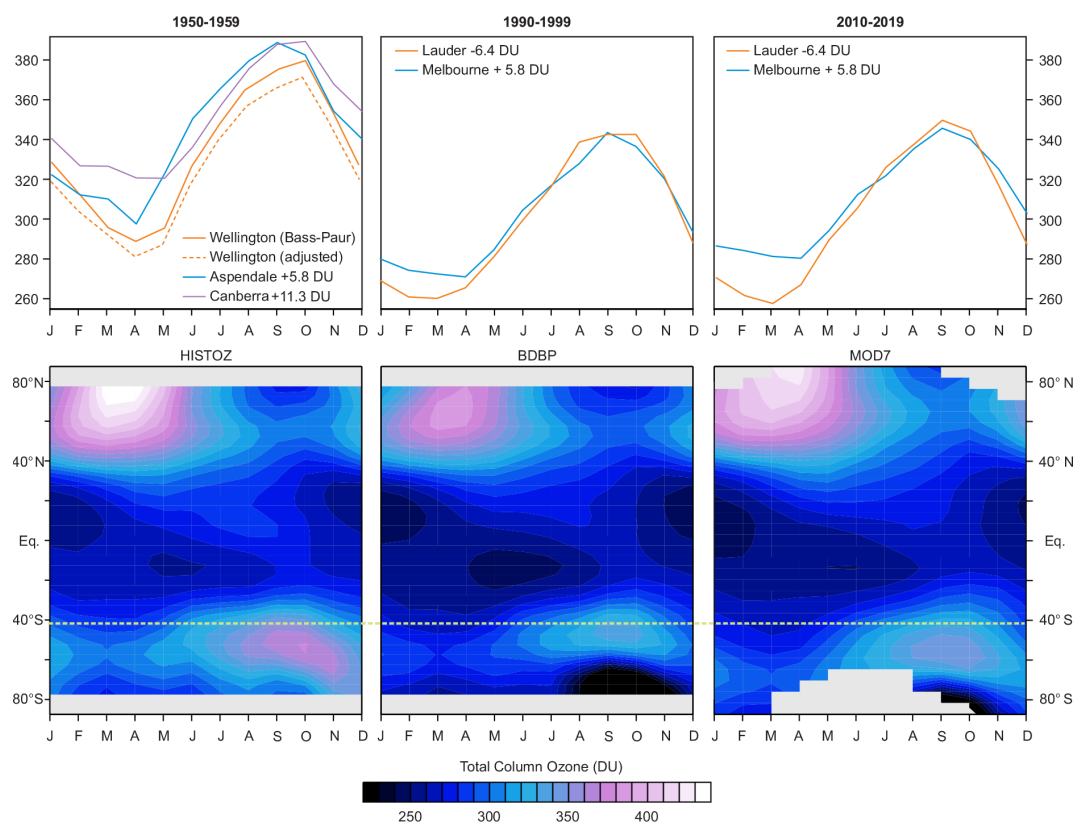 1950-1959
1990-1999
2010-2019
380
360
340
320
300
280
260
Wellington (Bass-Paur)
Wellington (adjusted)
Aspendale +5.8 DU
Canberra +11.3 DU
Lauder -6.4 DU
Melbourne + 5.8 DU
Lauder -6.4 DU
Melbourne + 5.8 DU
380
360
340
320
300
280
260
J F M A M J J A S O N D
J F M A M J J A S O N D
J F M A M J J A S O N D
HISTOZ
BDBP
MOD7
80°N
40°N
Eq.
40°S
80°S
80° N
40° N
Eq.
40° S
80° S
J F M A M J J A S O N D
J F M A M J J A S O N D
J F M A M J J A S O N D
Total Column Ozone (DU)
250 300 350 400